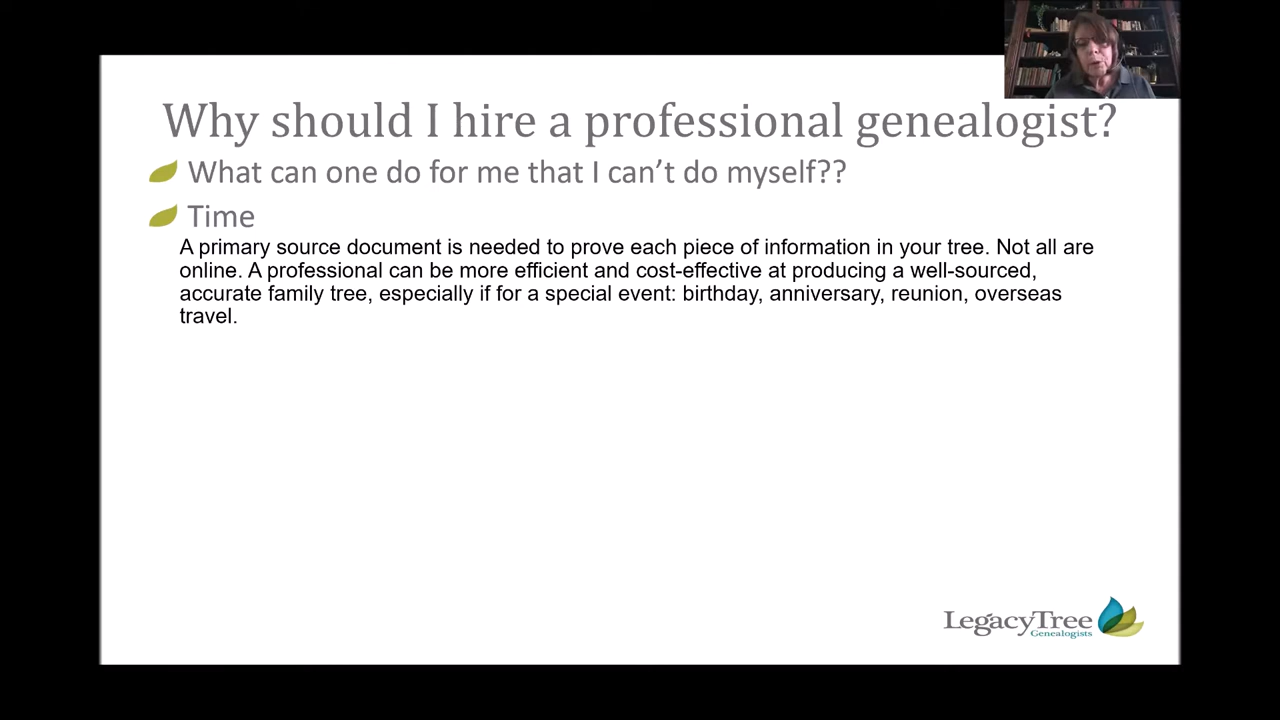 Why should I hire a professional genealogist?
What can one do for me that I can't do myself??
Time
A primary source document is needed to prove each piece of information in your tree. Not all are
online. A professional can be more efficient and cost-effective at producing a well-sourced,
accurate family tree, especially if for a special event: birthday, anniversary, reunion, overseas
travel.
LegacyTree
Genealogists